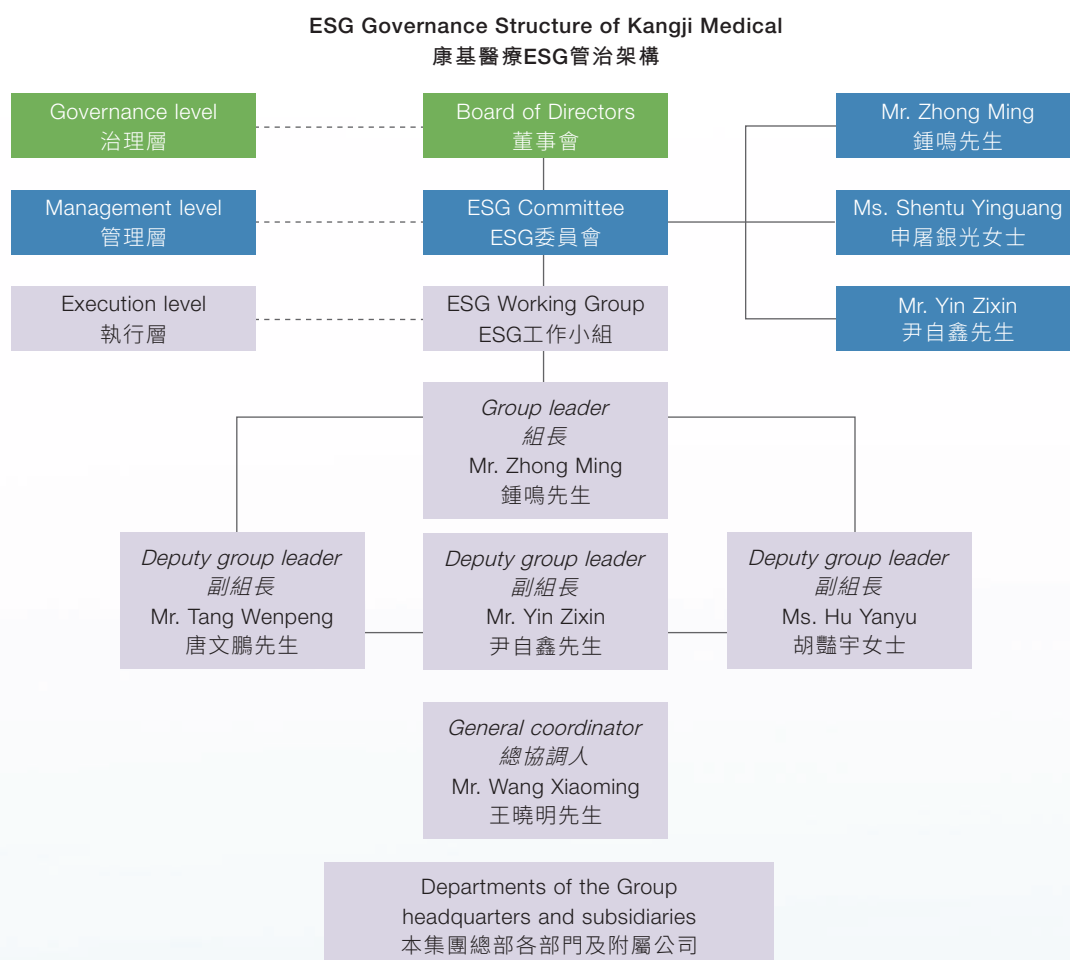 ESG Governance Structure of Kangji Medical
康基醫療ESG管治架構
Governance level
治理層
Board of Directors
董事會
Mr. Zhong Ming
鍾鳴先生
Management level
管理層
ESG Committee
ESG委員會
Ms. Shentu Yinguang
申屠銀光女士
Execution level
執行層
ESG Working Group
ESG工作小組
Mr. Yin Zixin
尹自鑫先生
Group leader
組長
Mr. Zhong Ming
鍾鳴先生
Deputy group leader
副組長
Mr. Tang Wenpeng
唐文鵬先生
Deputy group leader
副組長
Mr. Yin Zixin
尹自鑫先生
Deputy group leader
副組長
Ms. Hu Yanyu
胡豔宇女士
General coordinator
總協調人
Mr. Wang Xiaoming
王曉明先生
Departments of the Group
headquarters and subsidiaries
本集團總部各部門及附屬公司